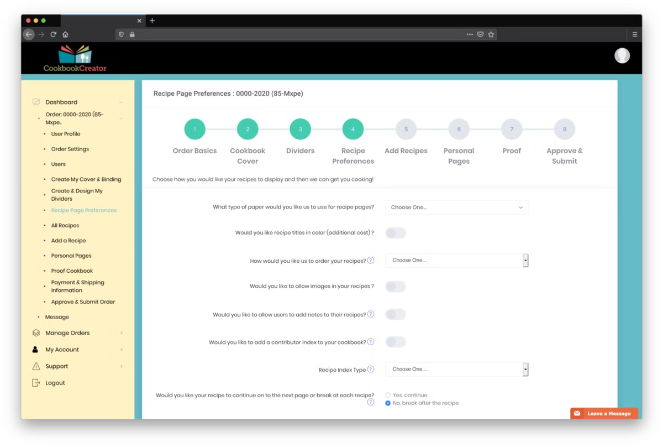 CookbookCreator
Dashboard
Order: 0000-2020 (85-
Mxpe..
User Profile
Order Settings
Users
Create My Cover & Binding
Create & Design My
Dividers
Recipe Page Preferences
All Recipes
Add a Recipe
Personal Pages
Proof Cookbook
Payment & Shipping
Information
Approve & Submit Order
Message
Manage Orders
My Account
Support
Logout
Recipe Page Preferences : 0000-2020 (85-Mxpe)
1 2 3 4 5 6 7 8
Order Basics Cookbook Dividers Recipe Add Recipes Personal Proof Approve &
Cover Preferences Pages Submit
Choose how you would like your recipes to display and then we can get you cooking!
What type of paper would you like us to use for recipe pages? Choose One...
Would you like recipe titles in color (additional cost) ?
How would you like us to order your recipes? ? Choose One...
Would you like to allow images in your recipes ?
Would you like to allow users to add notes to their recipes? ?
Would you like to add a contributor index to your cookbook? ?
Recipe Index Type ? Choose One...
Would you like your recipe to continue on to the next page or break at each recipe? Yes, continue
? No, break after the recipe
Leave a Message